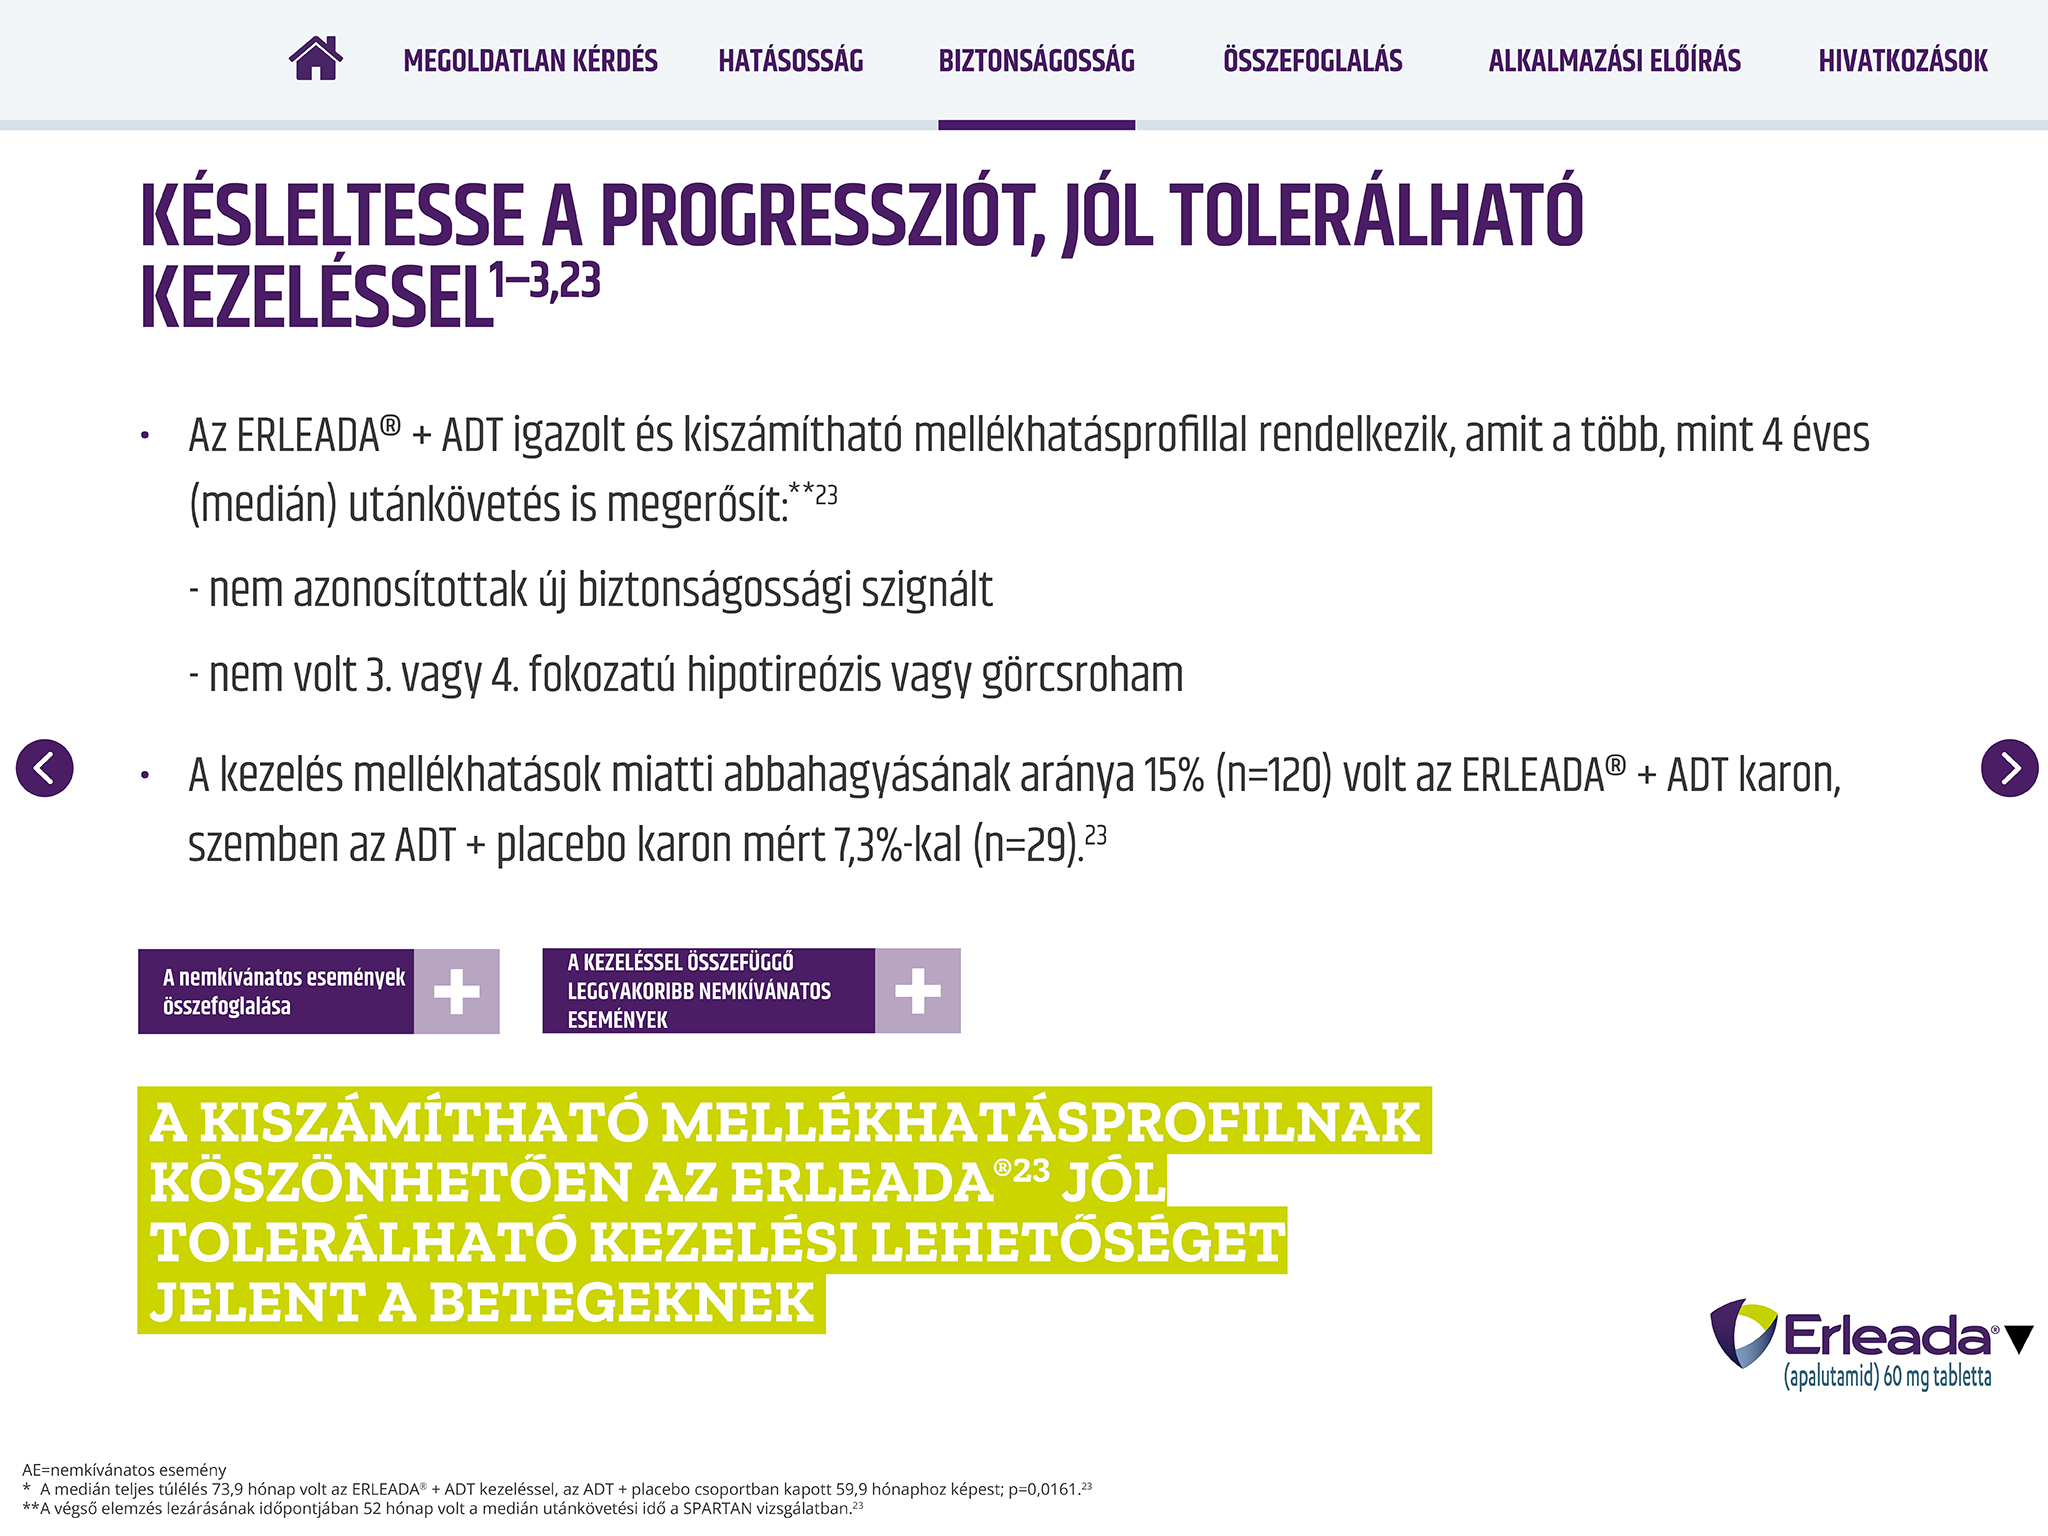 MEGOLDATLAN KÉRDÉS HATÁSOSSÁG BIZTONSÁGOSSÁG ÖSSZEFOGLALÁS ALKALMAZÁSI ELŐÍRÁS HIVATKOZÁSOK
KÉSLELTESSE A PROGRESSZIÓT, JÓL TOLERÁLHATÓ
KEZELÉSSEL1–3,23
• Az ERLEADA® + ADT igazolt és kiszámítható mellékhatásprofillal rendelkezik, amit a több, mint 4 éves
(medián) utánkövetés is megerősít:**23
- nem azonosítottak új biztonságossági szignált
- nem volt 3. vagy 4. fokozatú hipotireózis vagy görcsroham
• A kezelés mellékhatások miatti abbahagyásának aránya 15% (n=120) volt az ERLEADA® + ADT karon,
szemben az ADT + placebo karon mért 7,3%-kal (n=29).23
A nemkívánatos események
összefoglalása
A KEZELÉSSEL ÖSSZEFÜGGŐ
LEGGYAKORIBB NEMKÍVÁNATOS
ESEMÉNYEK
A KISZÁMÍTHATÓ MELLÉKHATÁSPROFILNAK
KÖSZÖNHETŐEN AZ ERLEADA®23 JÓL
TOLERÁLHATÓ KEZELÉSI LEHETŐSÉGET
JELENT A BETEGEKNEK
Erleada®▼
(apalutamid) 60 mg tabletta
AE=nemkívánatos esemény
* A medián teljes túlélés 73,9 hónap volt az ERLEADA® + ADT kezeléssel, az ADT + placebo csoportban kapott 59,9 hónaphoz képest; p=0,0161.23
**A végső elemzés lezárásának időpontjában 52 hónap volt a medián utánkövetési idő a SPARTAN vizsgálatban.23